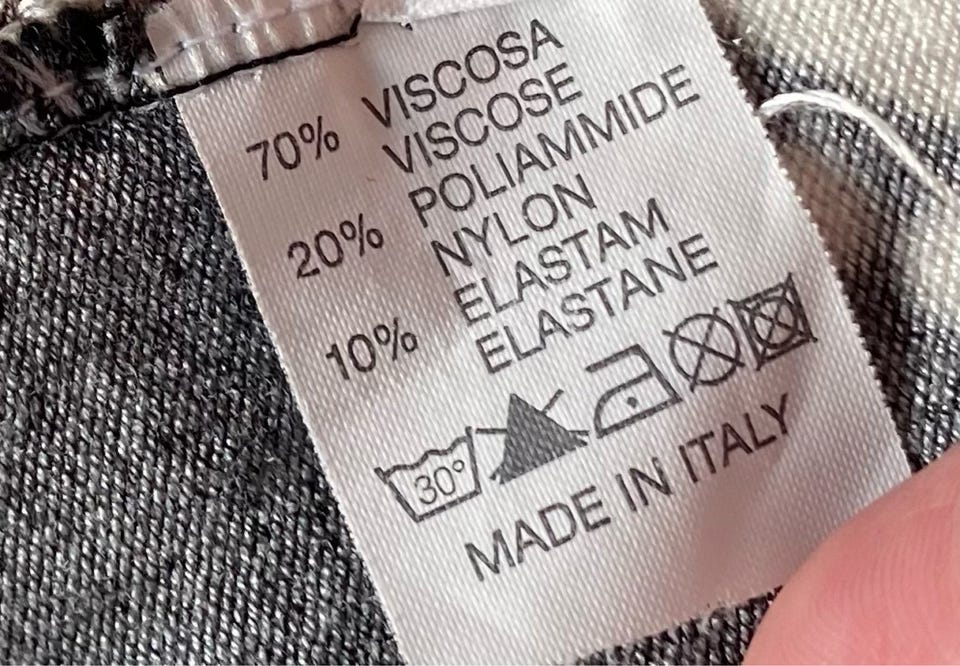 70% VISCOSA
VISCOSE
20% POLIAMMIDE
NYLON
10% ELASTAM
ELASTANE
30°
MADE IN ITALY